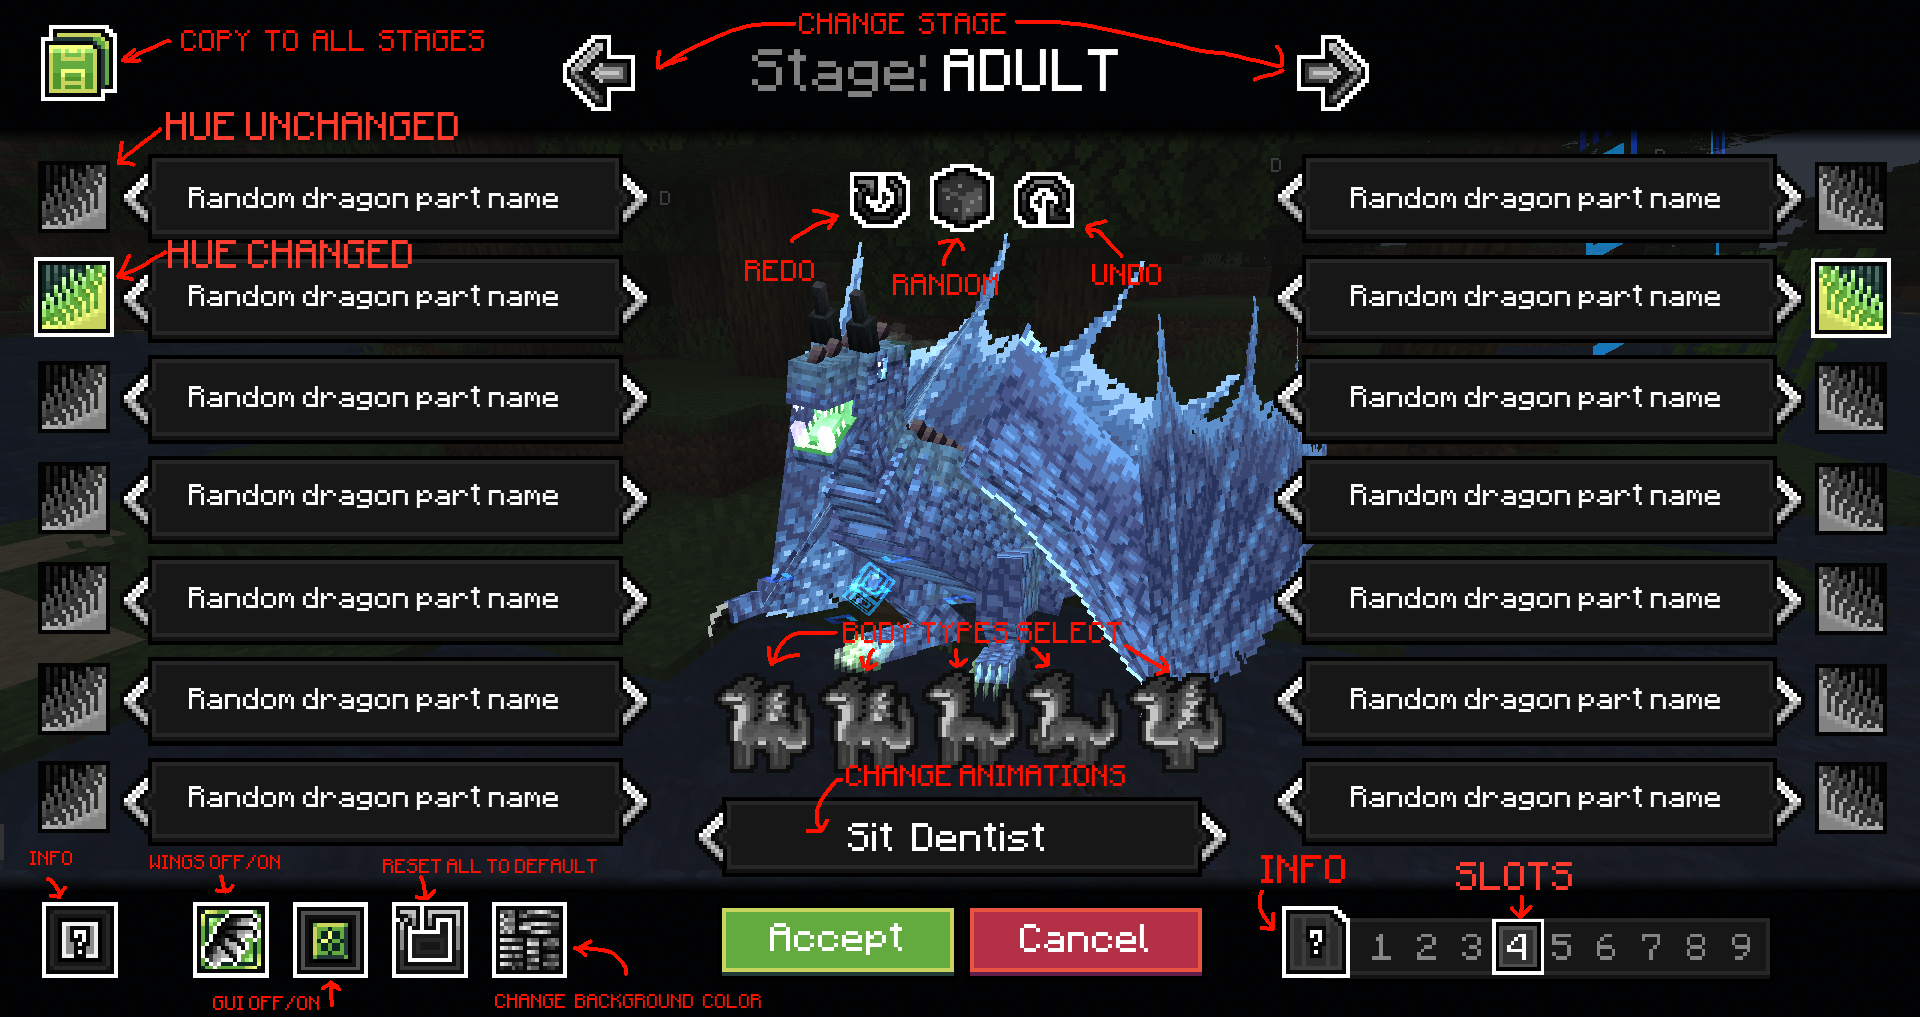 COPY TO ALL STAGES
CHANGE STAGE
Stage: ADULT
HUE UNCHANGED
Random dragon part name
D
D
D
Random dragon part name
HUE CHANGED
Random dragon part name
REDO
RANDOM
UNDO
Random dragon part name
Random dragon part name
Random dragon part name
Random dragon part name
Random dragon part name
Random dragon part name
Random dragon part name
BODY TYPES SELECT
Random dragon part name
Random dragon part name
CHANGE ANIMATIONS
Random dragon part name
Sit Dentist
Random dragon part name
INFO
WINGS OFF/ON
RESET ALL TO DEFAULT
INFO
SLOTS
?
Accept
Cancel
?
1 2 3 4 5 6 7 8 9
GUI OFF/ON
CHANGE BACKGROUND COLOR